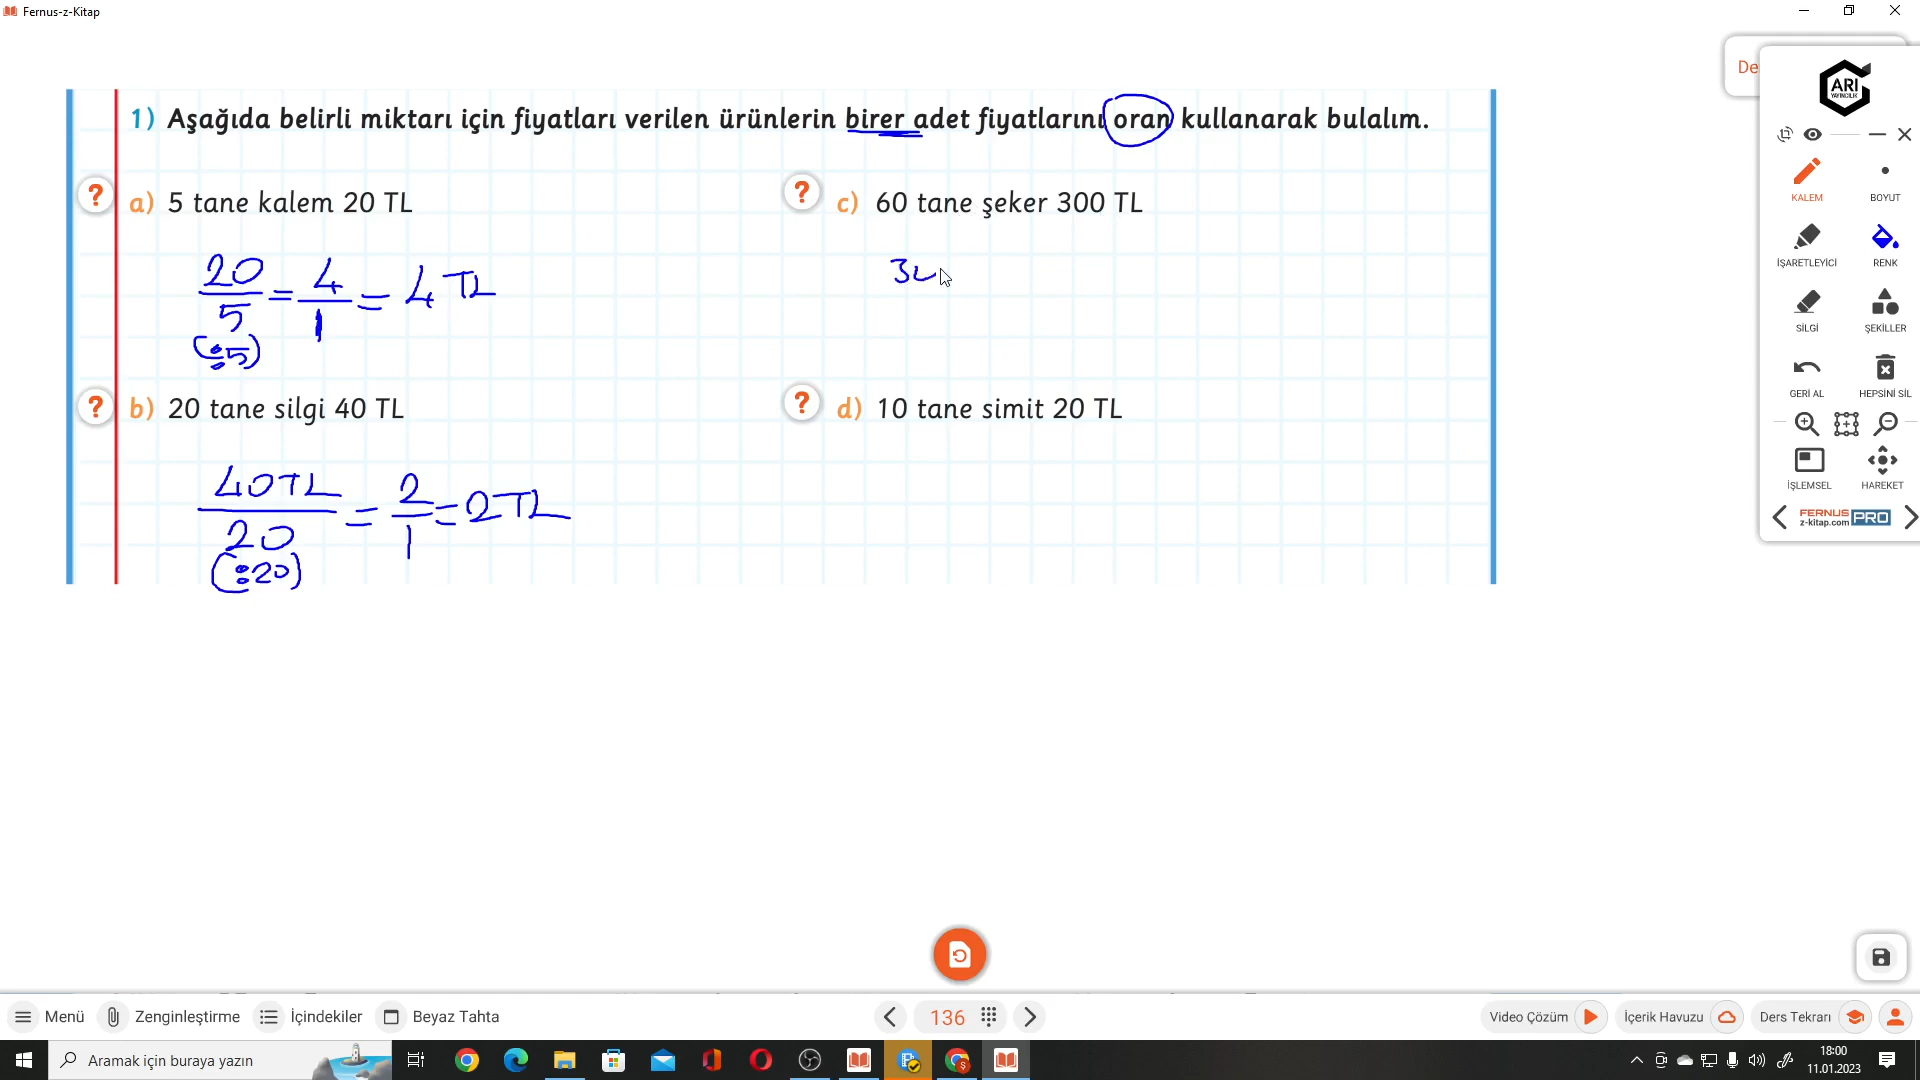 Fernus-z-Kitap
De
ARI
YAYINCILIK
1) Aşağıda belirli miktarı için fiyatları verilen ürünlerin birer adet fiyatlarını oran kullanarak bulalım.
? a) 5 tane kalem 20 TL
20/5 = 4/1 = 4 TL
(:5)
? b) 20 tane silgi 40 TL
40TL/20 = 2/1 = 2TL
(:20)
? c) 60 tane şeker 300 TL
? d) 10 tane simit 20 TL
KALEM
BOYUT
İŞARETLEYİCİ
RENK
SİLGİ
ŞEKİLLER
GERİ AL
HEPSİNİ SİL
İŞLEMSEL
HAREKET
FERNUS
z-kitap.com PRO
Menü
Zenginleştirme
İçindekiler
Beyaz Tahta
136
Video Çözüm
İçerik Havuzu
Ders Tekrarı
Aramak için buraya yazın
18:00
11.01.2023